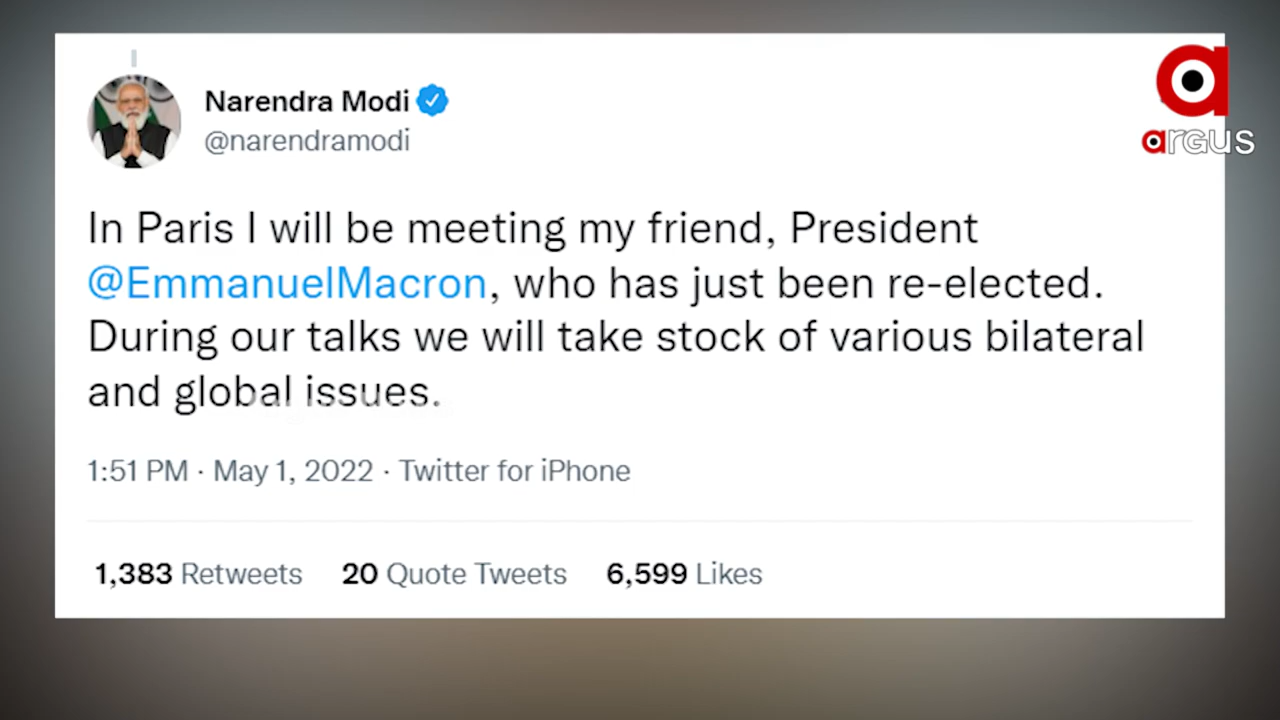 Narendra Modi
@narendramodi
argus
In Paris I will be meeting my friend, President
@EmmanuelMacron, who has just been re-elected.
During our talks we will take stock of various bilateral
and global issues.
1:51 PM · May 1, 2022 · Twitter for iPhone
1,383 Retweets 20 Quote Tweets 6,599 Likes